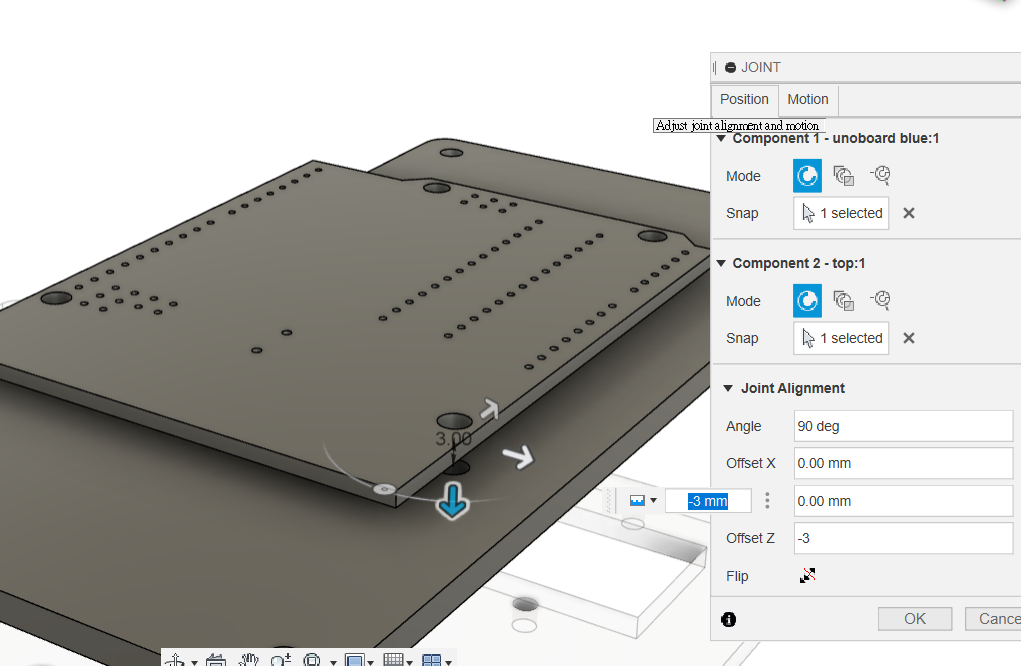 JOINT
Position Motion
Adjust joint alignment and motion
Component 1 - unoboard blue:1
Mode
Snap 1 selected
Component 2 - top:1
Mode
Snap 1 selected
Joint Alignment
Angle 90 deg
Offset X 0.00 mm
3.00
-3 mm 0.00 mm
Offset Z -3
Flip
OK Cance